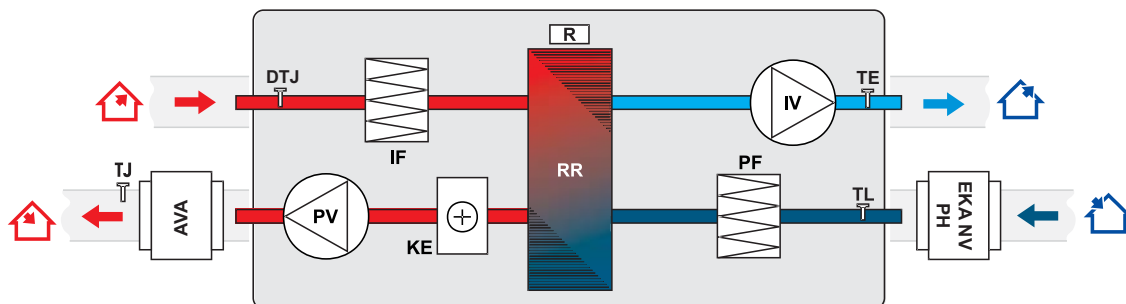 R
DTJ
TE
IV
IF
RR
PF
TJ
AVA
PV
KE
TL
EKA NV
PH